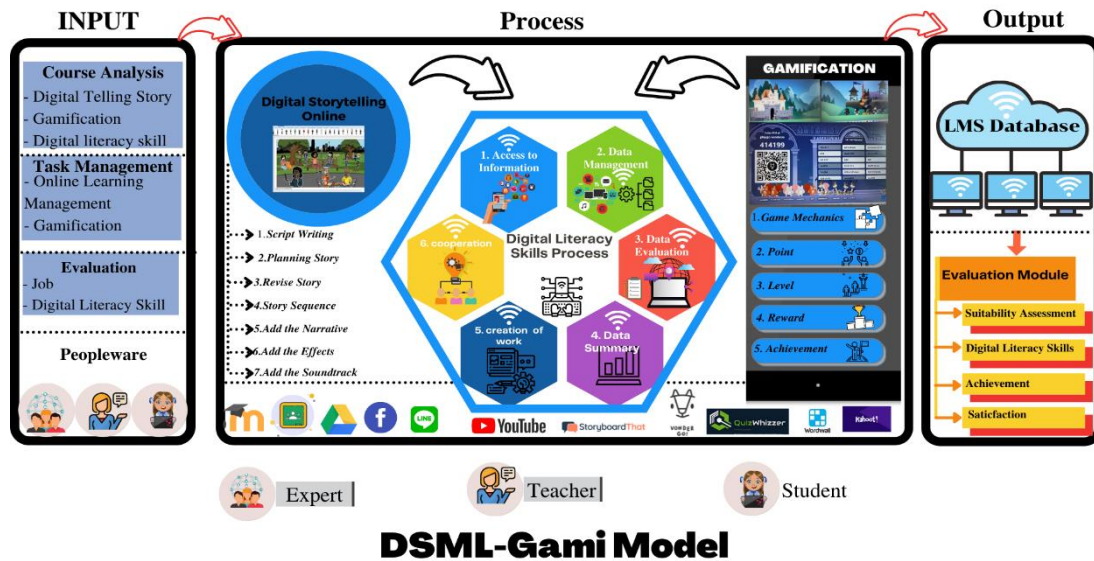 INPUT
Process
Output
Course Analysis
- Digital Telling Story
- Gamification
- Digital literacy skill
Task Management
- Online Learning
Management
- Gamification
Evaluation
- Job
- Digital Literacy Skill
Peopleware
Digital Storytelling
Online
1.Script Writing
2.Planning Story
3.Revise Story
4.Story Sequence
5.Add the Narrative
6.Add the Effects
7.Add the Soundtrack
1. Access to
Information
2. Data
Management
3. Data
Evaluation
4. Data
Summary
5. creation of
work
6. cooperation
Digital Literacy
Skills Process
GAMIFICATION
414199
1.Game Mechanics
2. Point
3. Level
4. Reward
5. Achievement
LINE
YouTube
StoryboardThat
VONDER
GO!
QuizWhizzer
Wordwall
Kahoot!
LMS Database
Evaluation Module
Suitability Assessment
Digital Literacy Skills
Achievement
Saticfaction
Expert
Teacher
Student
DSML-Gami Model